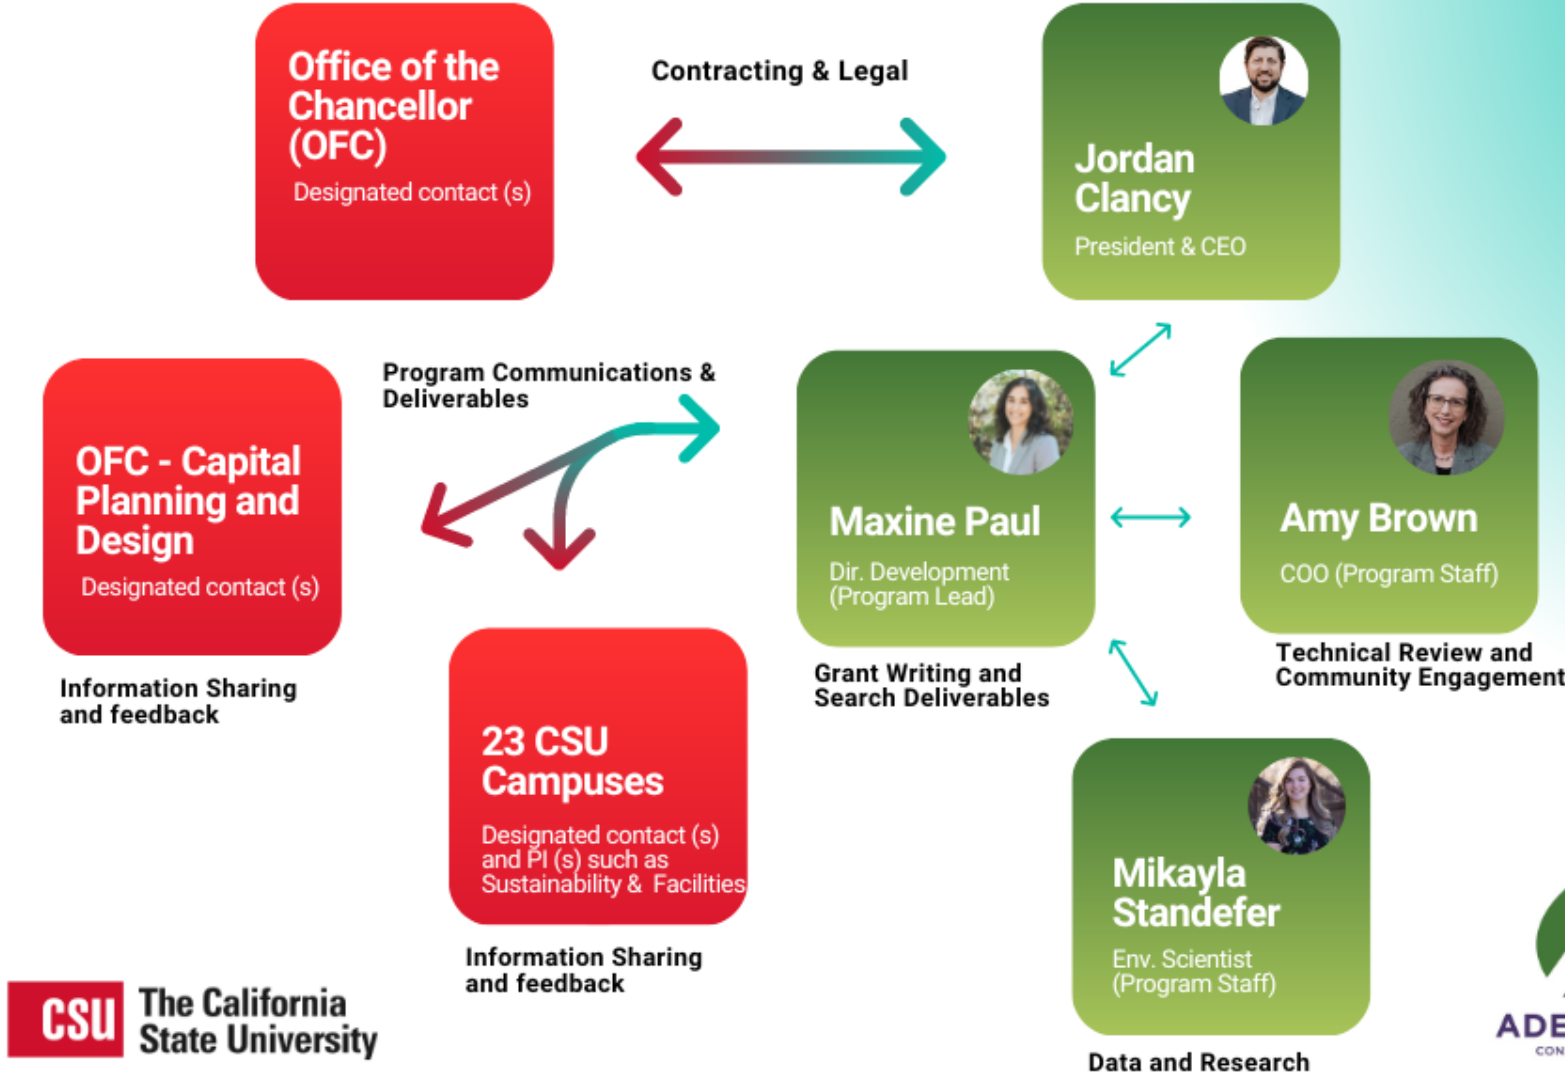 Office of the
Chancellor
(OFC)
Designated contact (s)
Contracting & Legal
Jordan
Clancy
President & CEO
Program Communications &
Deliverables
OFC - Capital
Planning and
Design
Designated contact (s)
Information Sharing
and feedback
Maxine Paul
Dir. Development
(Program Lead)
Grant Writing and
Search Deliverables
Amy Brown
COO (Program Staff)
Technical Review and
Community Engagement
23 CSU
Campuses
Designated contact (s)
and PI (s) such as
Sustainability & Facilities
Information Sharing
and feedback
Mikayla
Standefer
Env. Scientist
(Program Staff)
Data and Research
CSU
The California
State University